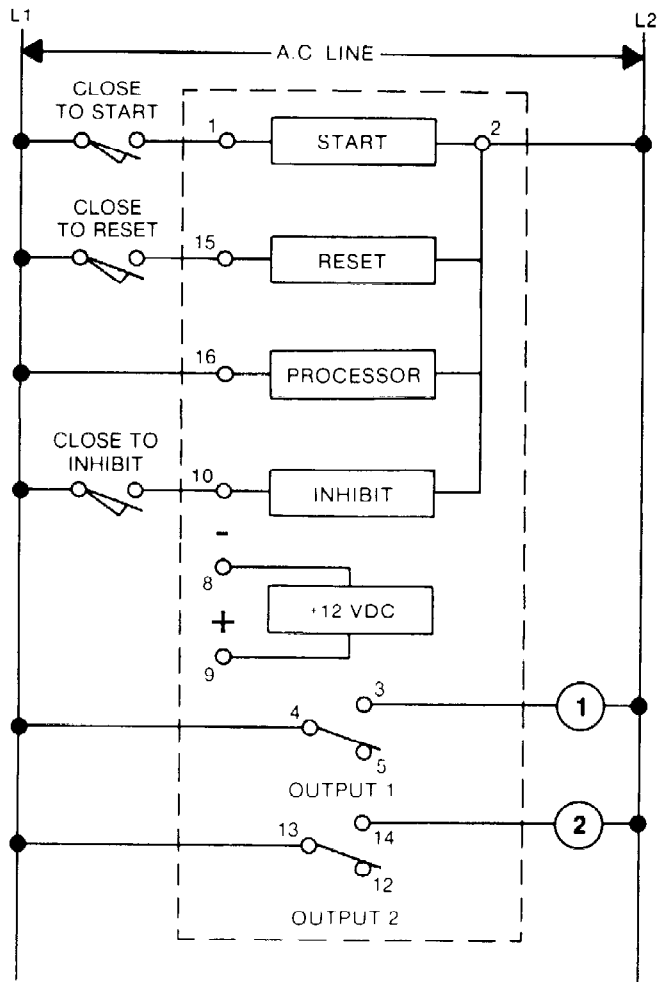 L1
L2
A.C LINE
CLOSE
TO START
1
START
2
CLOSE
TO RESET
15
RESET
16
PROCESSOR
CLOSE TO
INHIBIT
10
INHIBIT
-
8
+12 VDC
+
9
3
1
4
5
OUTPUT 1
13
14
2
12
OUTPUT 2